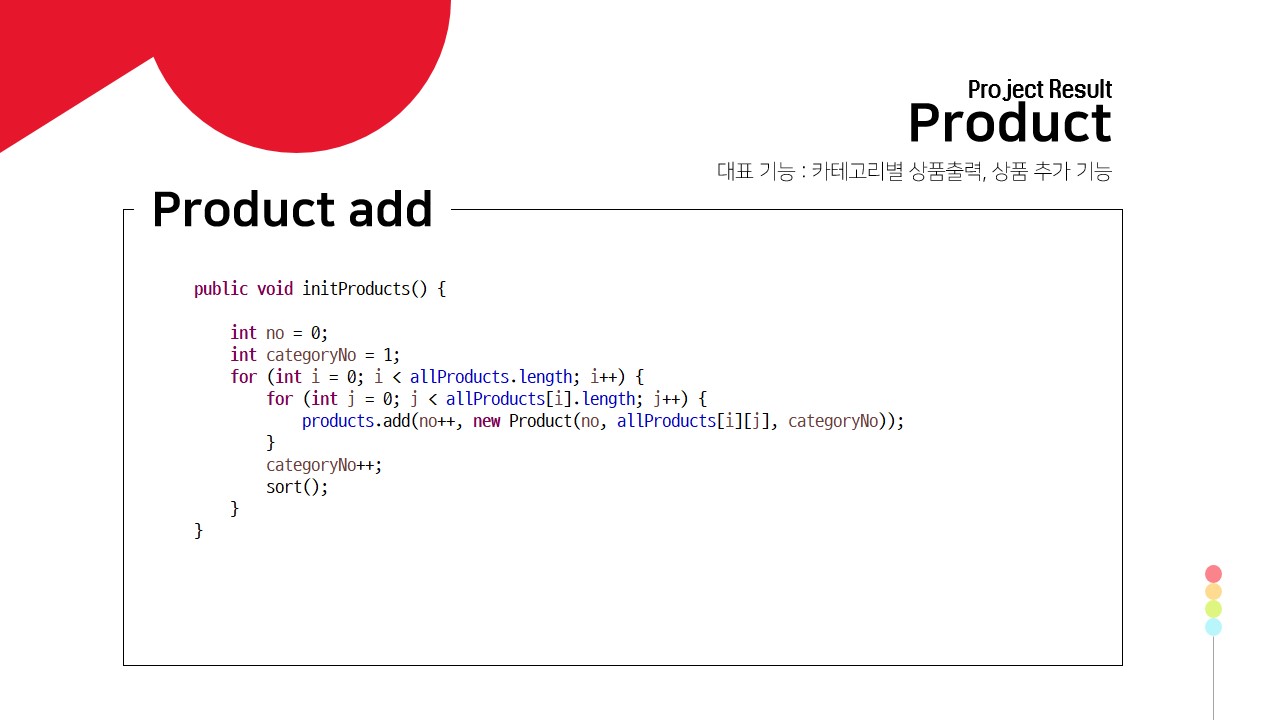 Project Result
Product
대표 기능 : 카테고리별 상품출력, 상품 추가 기능
Product add
public void initProducts() {
int no = 0;
int categoryNo = 1;
for (int i = 0; i < allProducts.length; i++) {
for (int j = 0; j < allProducts[i].length; j++) {
products.add(no++, new Product(no, allProducts[i][j], categoryNo));
}
categoryNo++;
sort();
}
}